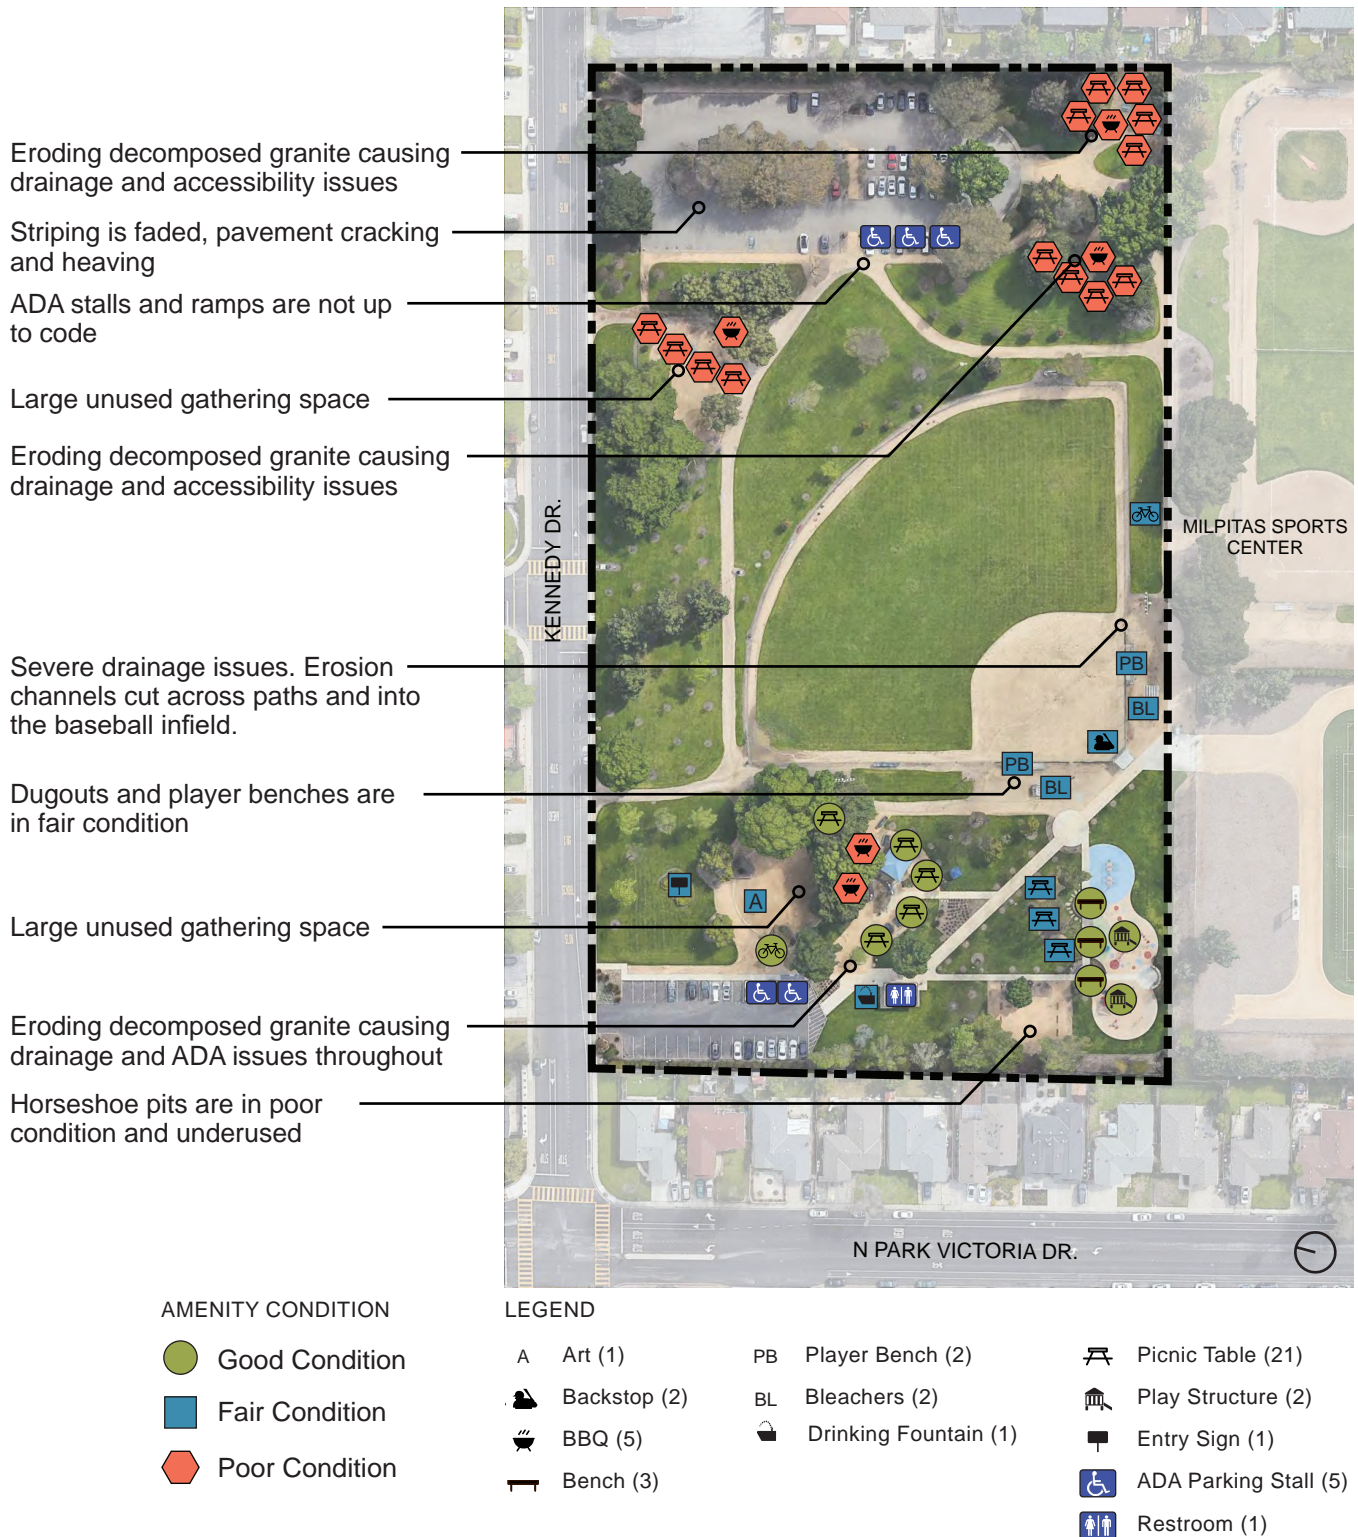 Eroding decomposed granite causing
drainage and accessibility issues
Striping is faded, pavement cracking
and heaving
ADA stalls and ramps are not up
to code
Large unused gathering space
Eroding decomposed granite causing
drainage and accessibility issues
Severe drainage issues. Erosion
channels cut across paths and into
the baseball infield.
Dugouts and player benches are
in fair condition
Large unused gathering space
Eroding decomposed granite causing
drainage and ADA issues throughout
Horseshoe pits are in poor
condition and underused
KENNEDY DR.
MILPITAS SPORTS
CENTER
PB
BL
PB
BL
A
N PARK VICTORIA DR.
AMENITY CONDITION
Good Condition
Fair Condition
Poor Condition
LEGEND
A Art (1)
Backstop (2)
BBQ (5)
Bench (3)
PB Player Bench (2)
BL Bleachers (2)
Drinking Fountain (1)
Picnic Table (21)
Play Structure (2)
Entry Sign (1)
ADA Parking Stall (5)
Restroom (1)